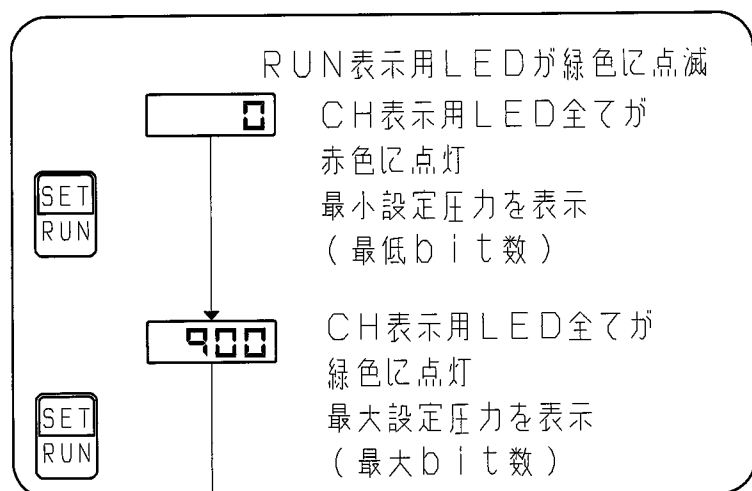 RUN表示用LEDが緑色に点滅
0
CH表示用LED全てが
赤色に点灯
SET
RUN
最小設定圧力を表示
(最低bit数)
900
CH表示用LED全てが
緑色に点灯
SET
RUN
最大設定圧力を表示
(最大bit数)